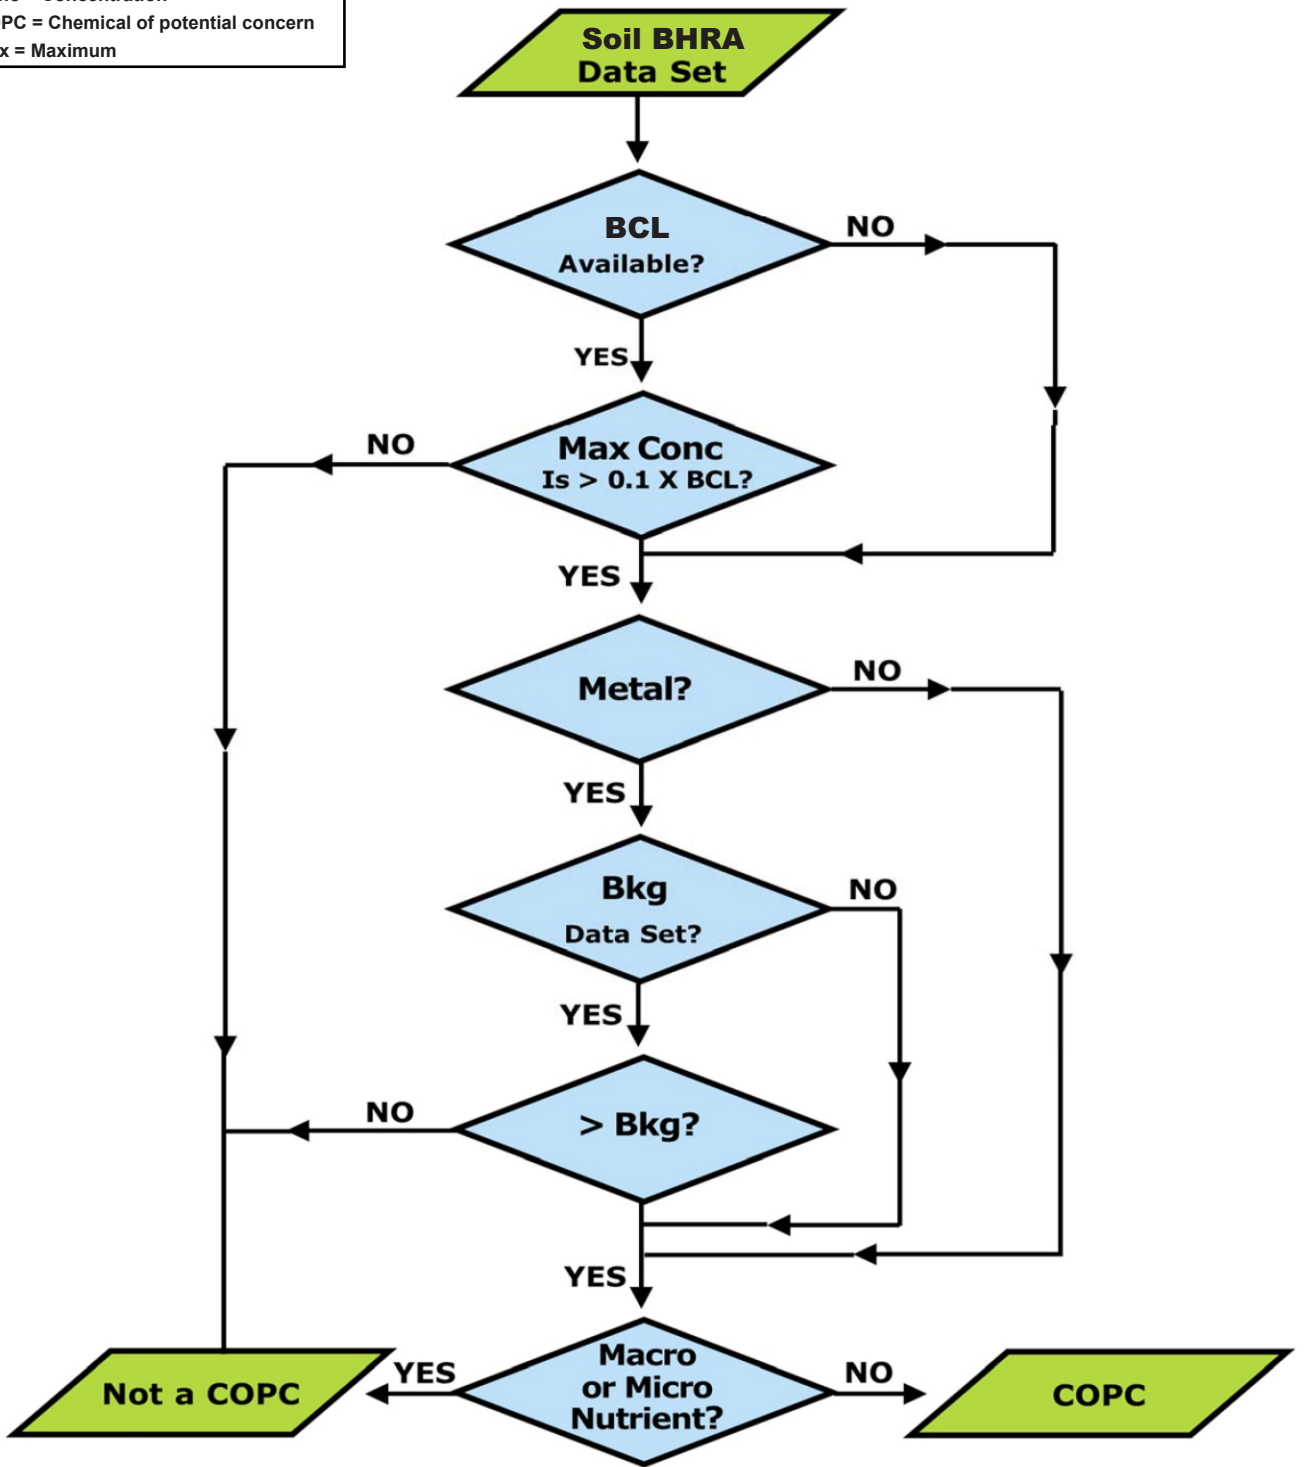 = Chemical of potential concern
= Maximum
Soil BHRA
Data Set
BCL
Available?
NO
YES
Max Conc
Is > 0.1 X BCL?
NO
YES
Metal?
NO
YES
Bkg
Data Set?
NO
YES
> Bkg?
NO
YES
Macro
or Micro
Nutrient?
YES
NO
Not a COPC
COPC